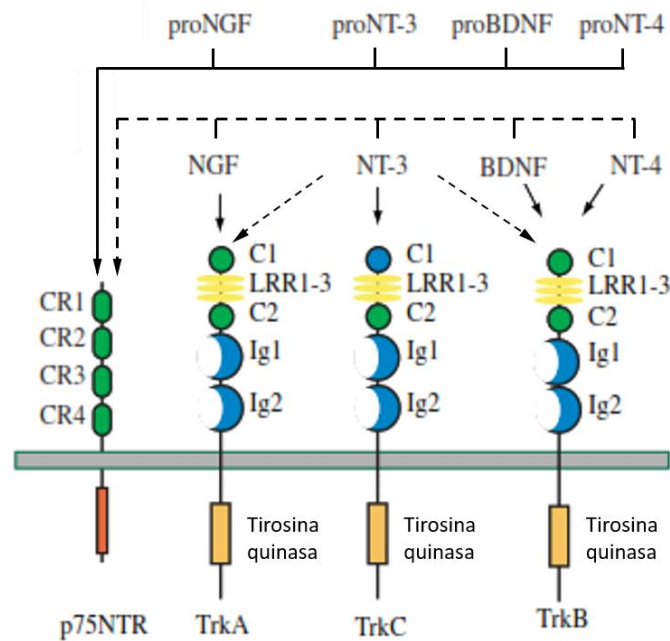 proNGF proNT-3 proBDNF proNT-4
NGF NT-3 BDNF NT-4
C1 C1 C1
LRR1-3 LRR1-3 LRR1-3
C2 C2 C2
CR1
CR2
CR3
CR4
Ig1 Ig1 Ig1
Ig2 Ig2 Ig2
Tirosina Tirosina Tirosina
quinasa quinasa quinasa
p75NTR TrkA TrkC TrkB